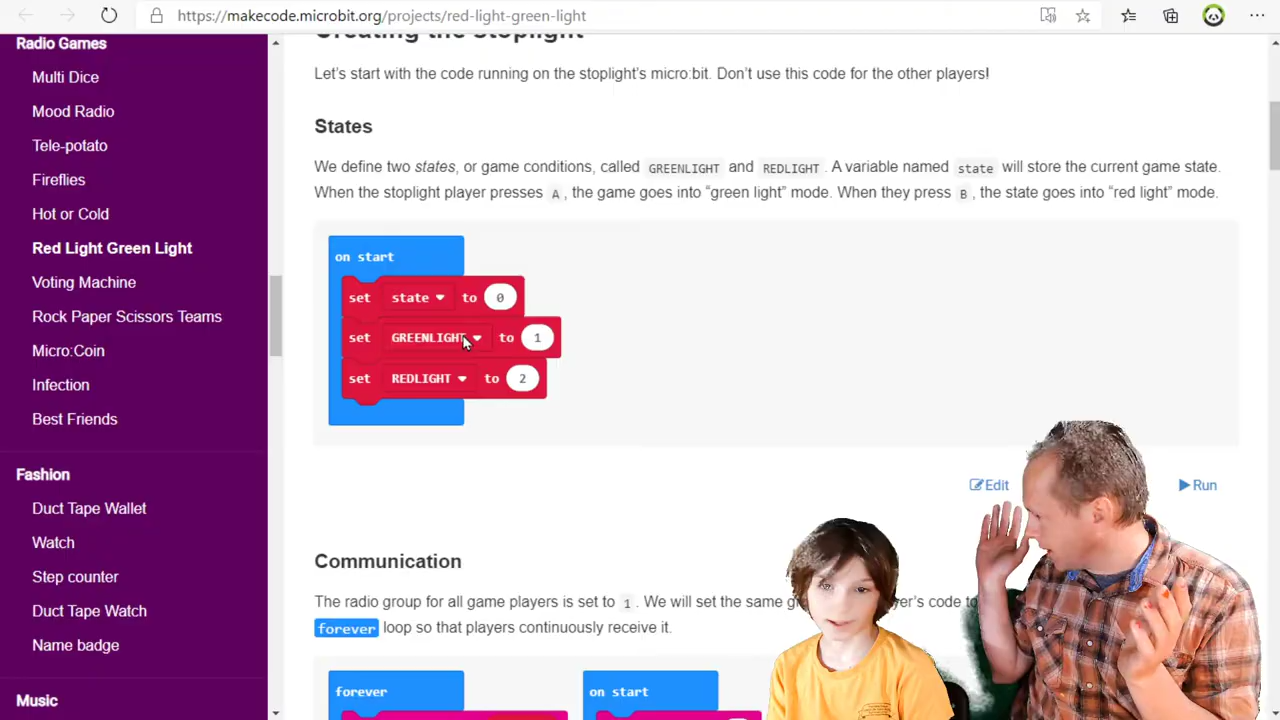 https://makecode.microbit.org/projects/red-light-green-light
Radio Games
Multi Dice
Mood Radio
Tele-potato
Fireflies
Hot or Cold
Red Light Green Light
Voting Machine
Rock Paper Scissors Teams
Micro:Coin
Infection
Best Friends
Fashion
Duct Tape Wallet
Watch
Step counter
Duct Tape Watch
Name badge
Music
Creating the Stoplight
Let's start with the code running on the stoplight's micro:bit. Don't use this code for the other players!
States
We define two states, or game conditions, called GREENLIGHT and REDLIGHT. A variable named state will store the current game state.
When the stoplight player presses A, the game goes into “green light” mode. When they press B, the state goes into “red light” mode.
on start
set state to 0
set GREENLIGHT to 1
set REDLIGHT to 2
Edit
Run
Communication
The radio group for all game players is set to 1. We will set the same code to
forever loop so that players continuously receive it.
forever
on start